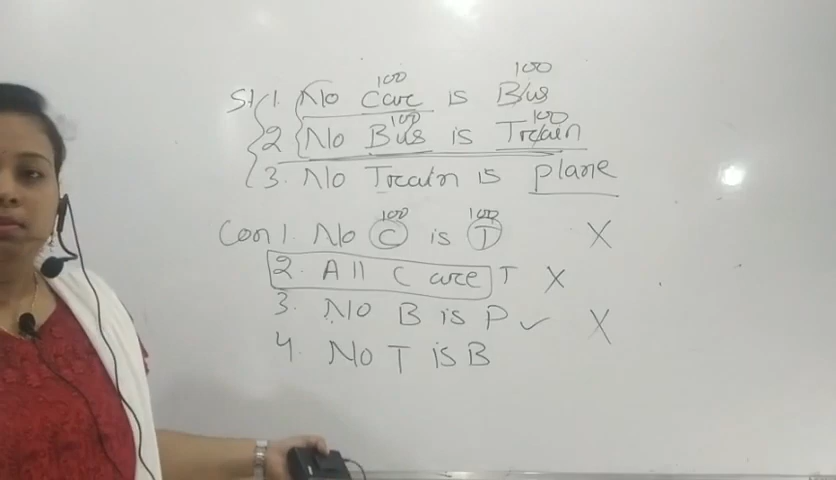 100 100
St 1. No Care is Bus
100 100
2 No Bus is Train
3. No Train is plane
100 100
Con 1. No C is T X
2. All C are T X
3. No B is P ✓ X
4. No T is B